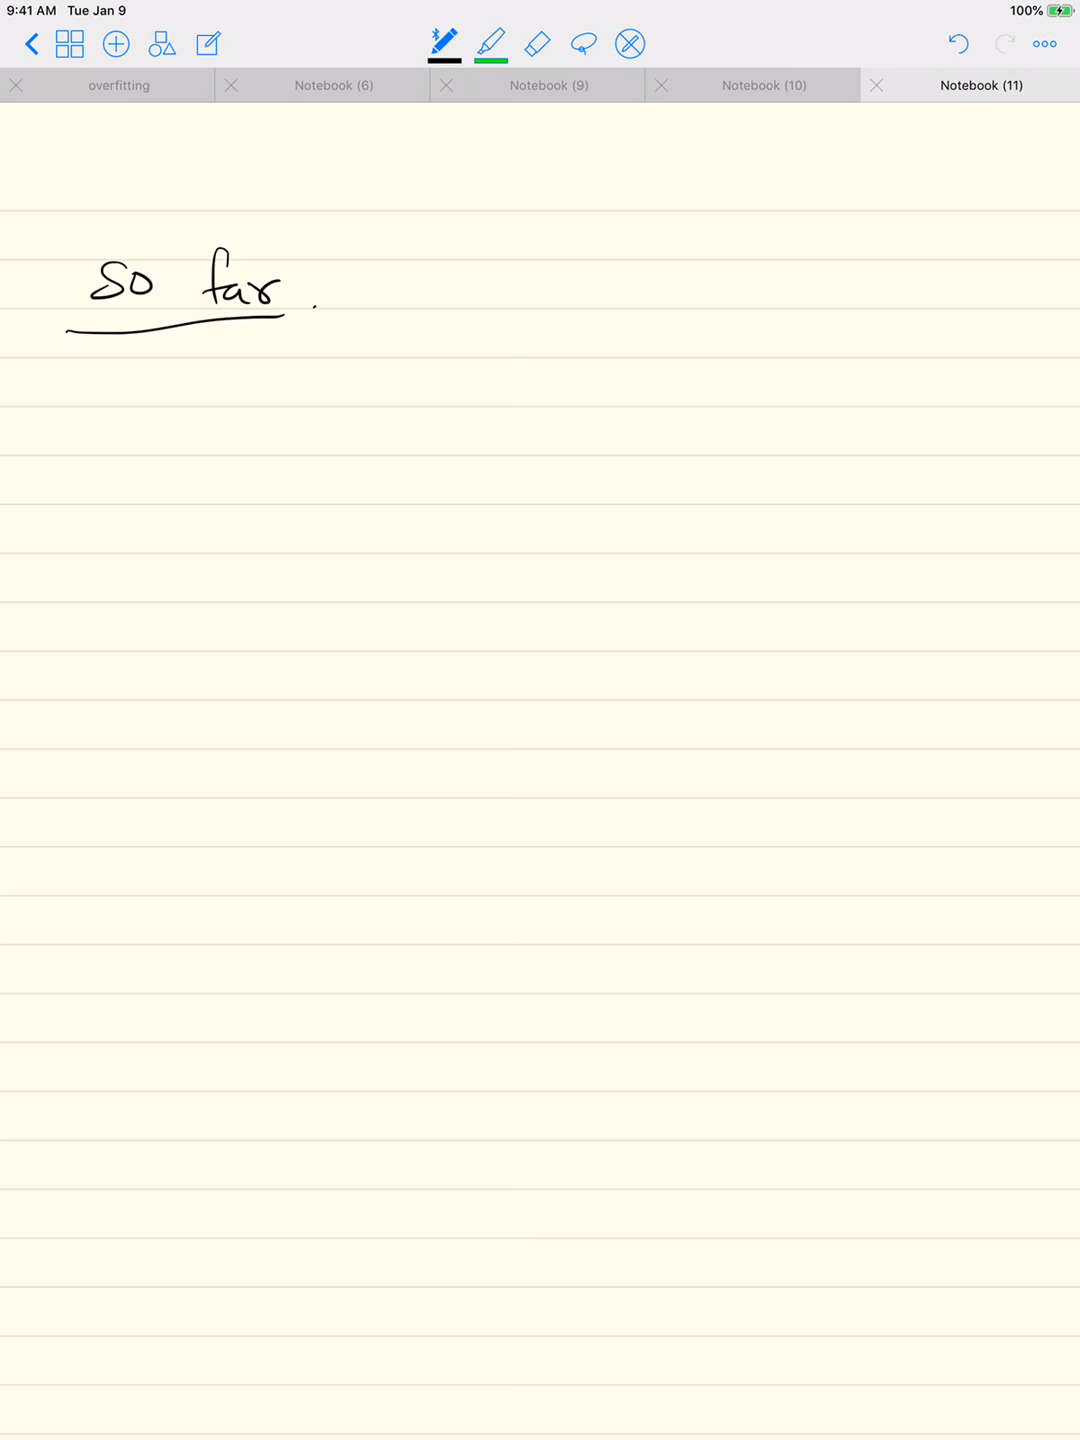 9:41 AM Tue Jan 9 100%
overfitting Notebook (6) Notebook (9) Notebook (10) Notebook (11)
so far.